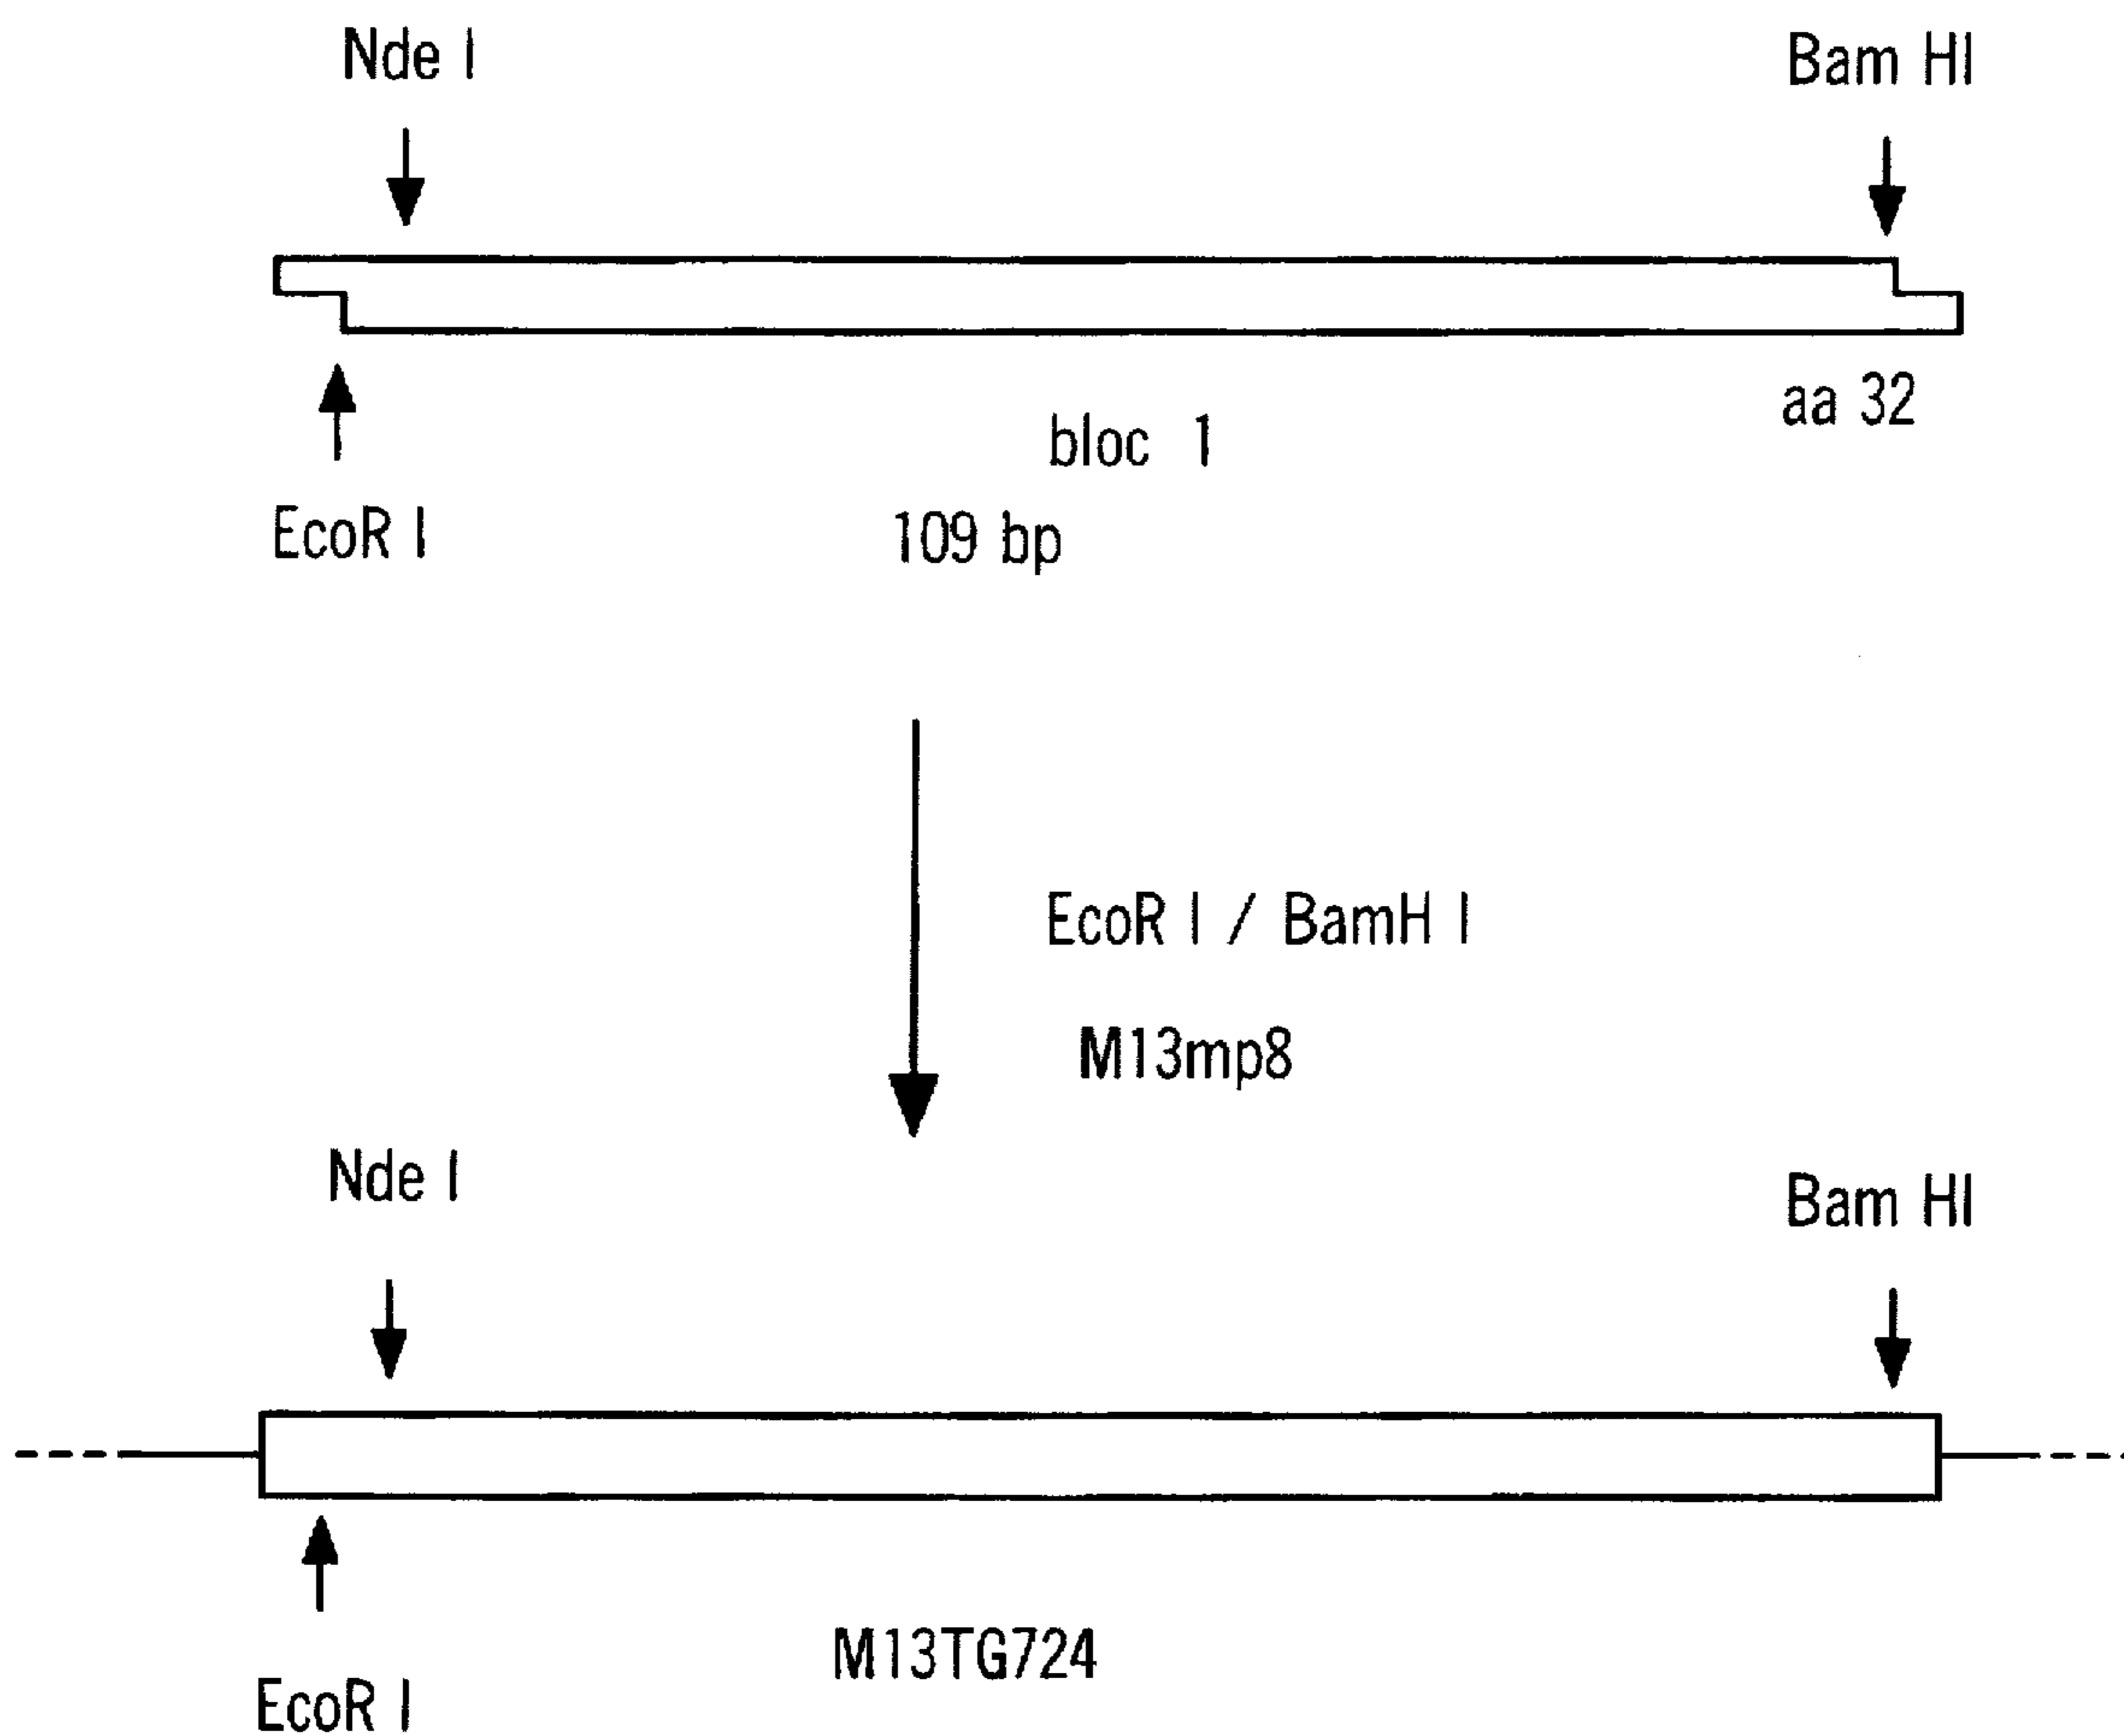 Nde I
Bam HI
aa 32
bloc 1
EcoR I
109 bp
EcoR I / BamH I
M13mp8
Nde I
Bam HI
M13TG724
EcoR I